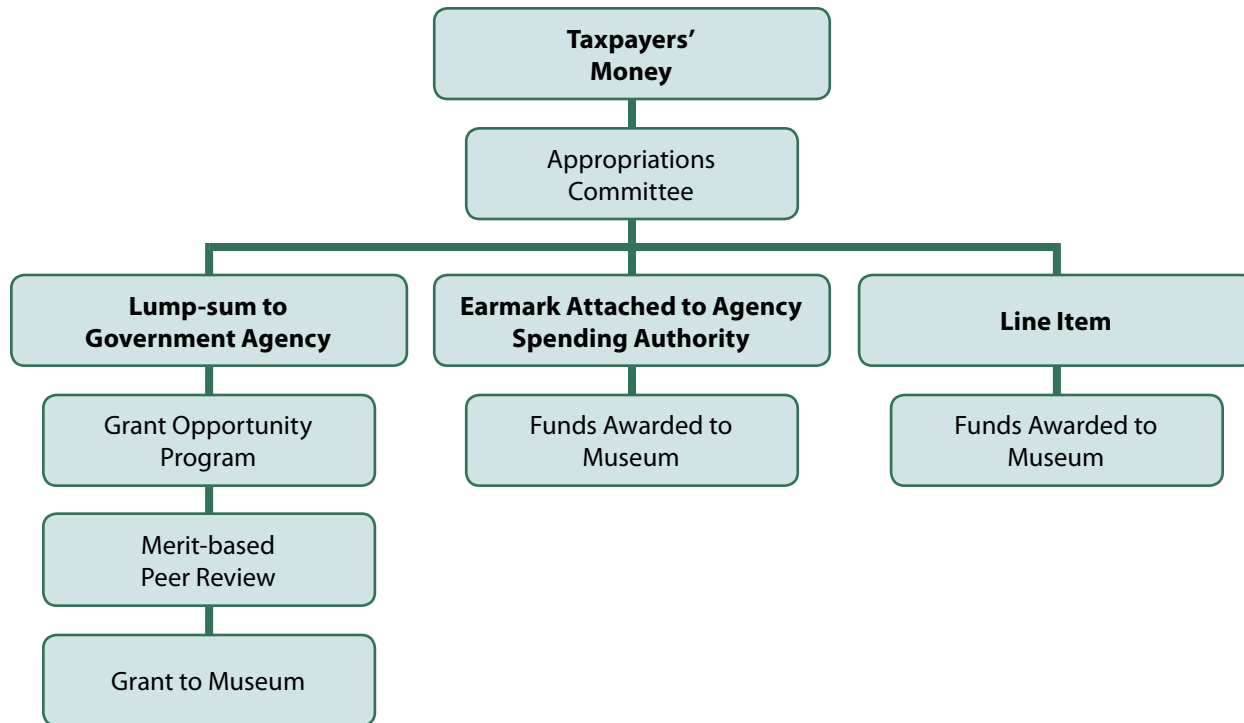 Taxpayers’
Money
Appropriations
Committee
Lump-sum to
Government Agency
Earmark Attached to Agency
Spending Authority
Line Item
Grant Opportunity
Program
Funds Awarded to
Museum
Funds Awarded to
Museum
Merit-based
Peer Review
Grant to Museum